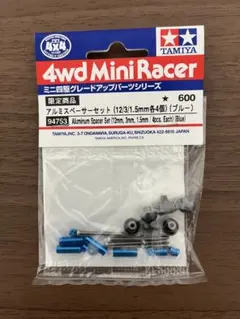 4x4
TAMIYA
4wd Mini Racer
ミニ四駆グレードアップパーツシリーズ
限定商品 ★ 600
アルミスペーサーセット (12/3/1.5mm各4個) (ブルー)
94753 Aluminum Spacer Set (12mm, 3mm, 1.5mm / 4pcs. Each) (Blue)
TAMIYA, INC. 3-7 ONDAWARA, SURUGA-KU, SHIZUOKA 422-8610 JAPAN